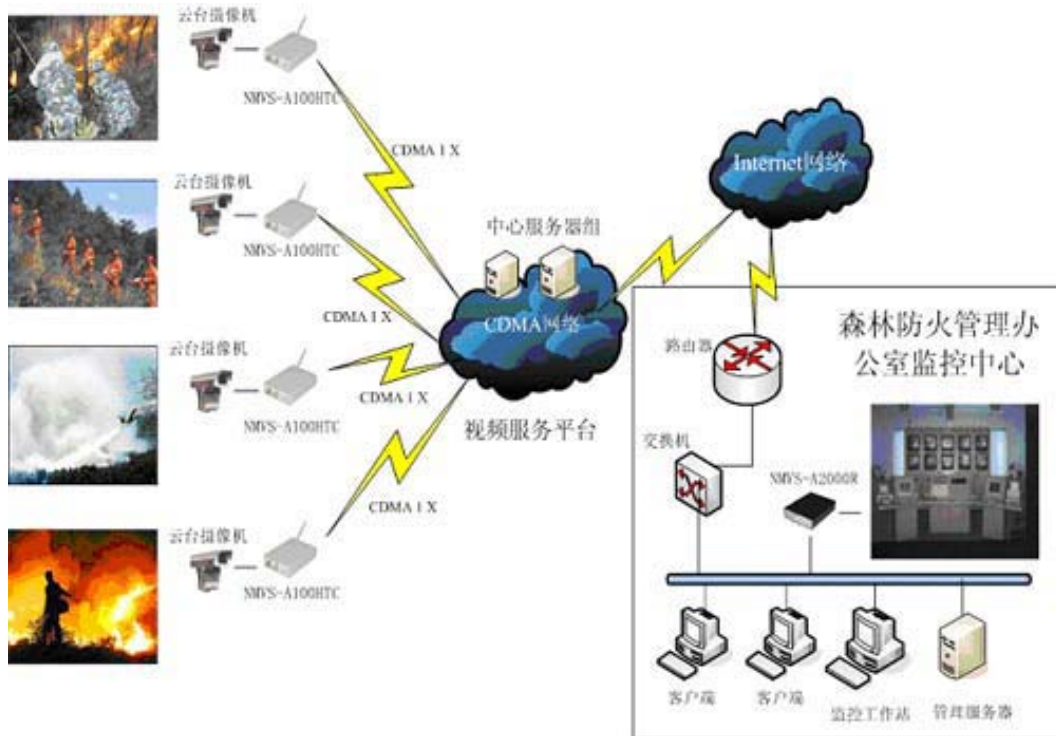 云台摄像机
NMVS-A100HTC
CDMA 1 X
云台摄像机
NMVS-A100HTC
CDMA 1 X
云台摄像机
NMVS-A100HTC
CDMA 1 X
云台摄像机
NMVS-A100HTC
CDMA 1 X
中心服务器组
CDMA网络
视频服务平台
Internet网络
森林防火管理办
公室监控中心
路由器
交换机
NMVS-A2000R
客户端
客户端
监控工作站
管理服务器